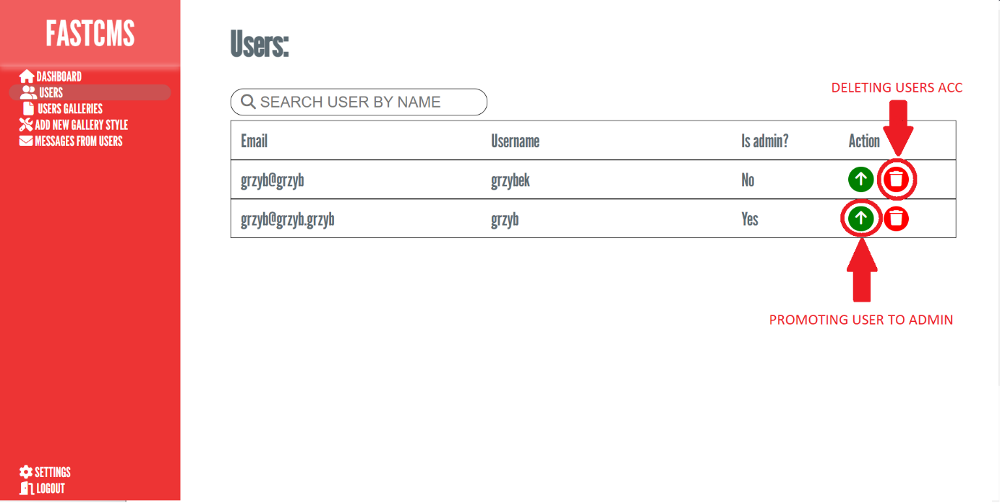 FASTCMS
DASHBOARD
USERS
USERS GALLERIES
ADD NEW GALLERY STYLE
MESSAGES FROM USERS
SETTINGS
LOGOUT
Users:
SEARCH USER BY NAME
DELETING USERS ACC
Email Username Is admin? Action
grzyb@grzyb grzybek No
grzyb@grzyb.grzyb grzyb Yes
PROMOTING USER TO ADMIN